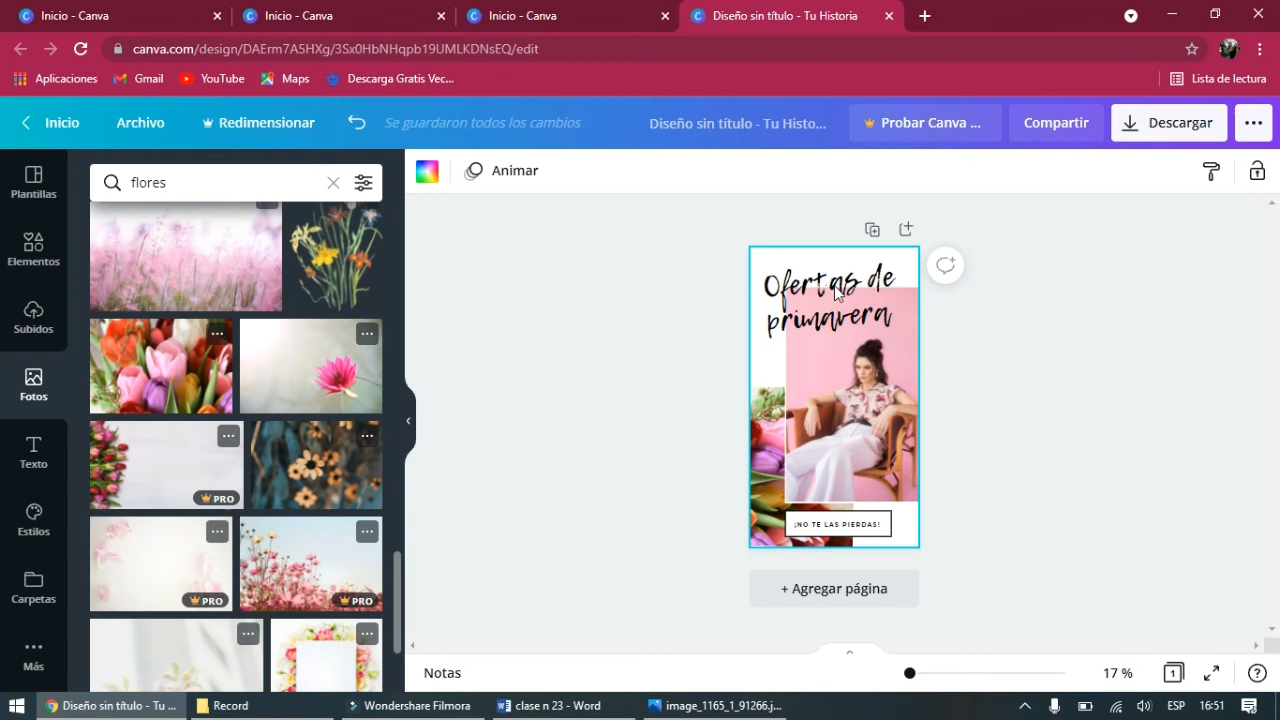 Inicio - Canva
Inicio - Canva
Inicio - Canva
Diseño sin título - Tu Historia
canva.com/design/DAErm7A5HXg/3Sx0HbNHqpb19UMLKDNsEQ/edit
Aplicaciones
Gmail
YouTube
Maps
Descarga Gratis Vec...
Lista de lectura
Inicio
Archivo
Redimensionar
Se guardaron todos los cambios
Diseño sin título - Tu Histo...
Probar Canva ...
Compartir
Descargar
Plantillas
Elementos
Subidos
Fotos
Texto
Estilos
Carpetas
Más
flores
PRO
PRO
PRO
Animar
Ofertas de
primavera
¡NO TE LAS PIERDAS!
+ Agregar página
Notas
17 %
1
Diseño sin título - Tu ...
Record
Wondershare Filmora
clase n 23 - Word
image_1165_1_91266.j...
ESP
16:51